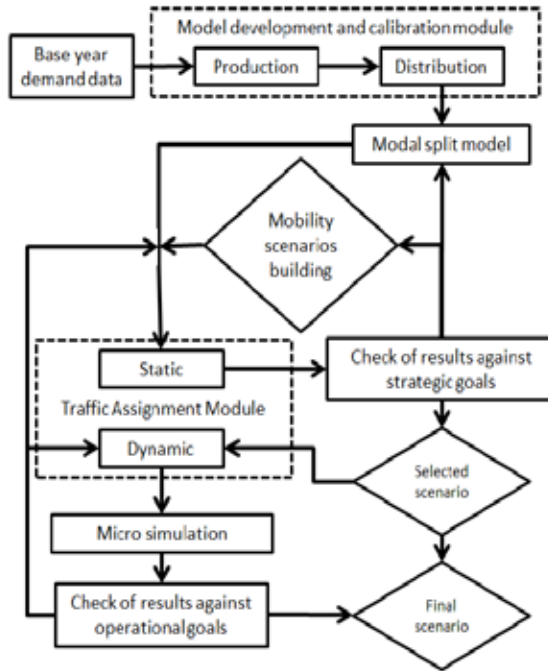 Model development and calibration module
Base year
demand data
Production
Distribution
Modal split model
Mobility
scenarios
building
Static
Check of results against
strategic goals
Traffic Assignment Module
Dynamic
Selected
scenario
Micro simulation
Check of results against
operational goals
Final
scenario